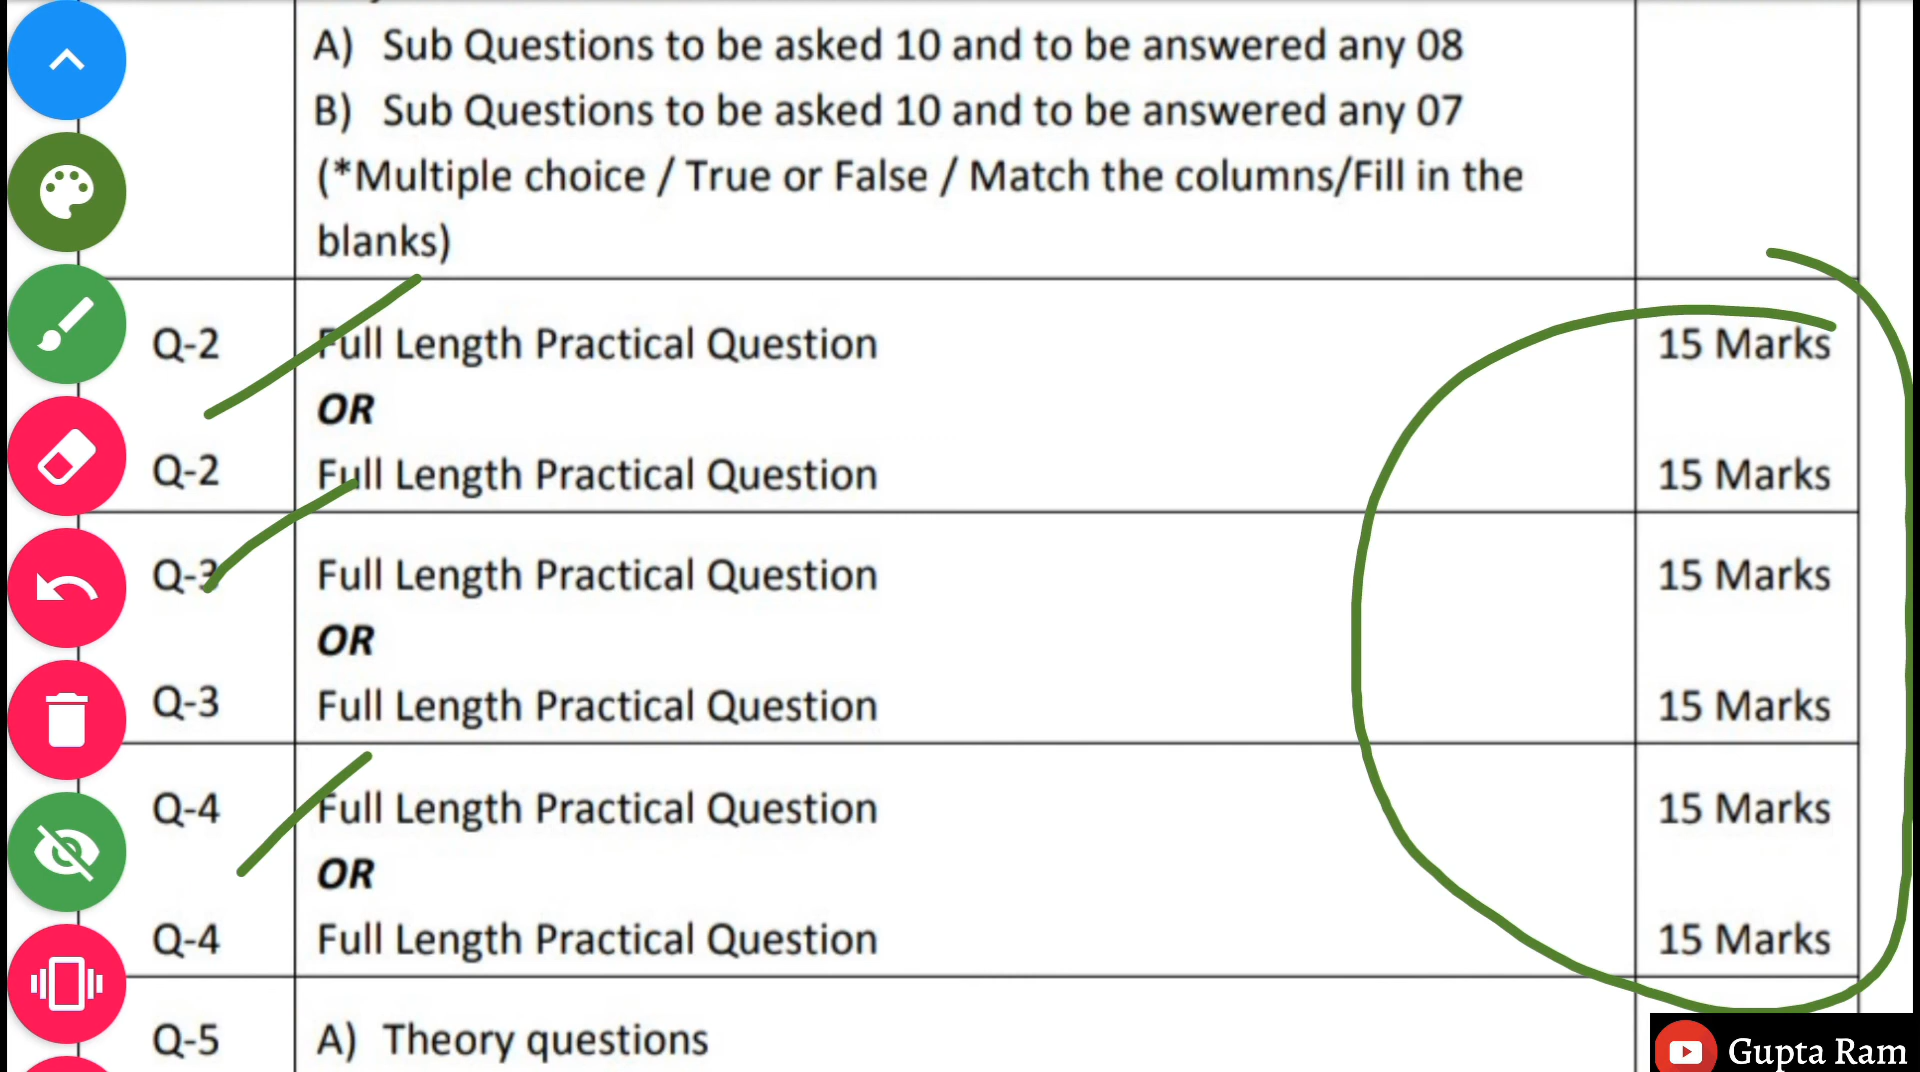 A) Sub Questions to be asked 10 and to be answered any 08
B) Sub Questions to be asked 10 and to be answered any 07
(*Multiple choice / True or False / Match the columns/Fill in the
blanks)
Q-2 Full Length Practical Question 15 Marks
OR
Q-2 Full Length Practical Question 15 Marks
Q-3 Full Length Practical Question 15 Marks
OR
Q-3 Full Length Practical Question 15 Marks
Q-4 Full Length Practical Question 15 Marks
OR
Q-4 Full Length Practical Question 15 Marks
Q-5 A) Theory questions
Gupta Ram